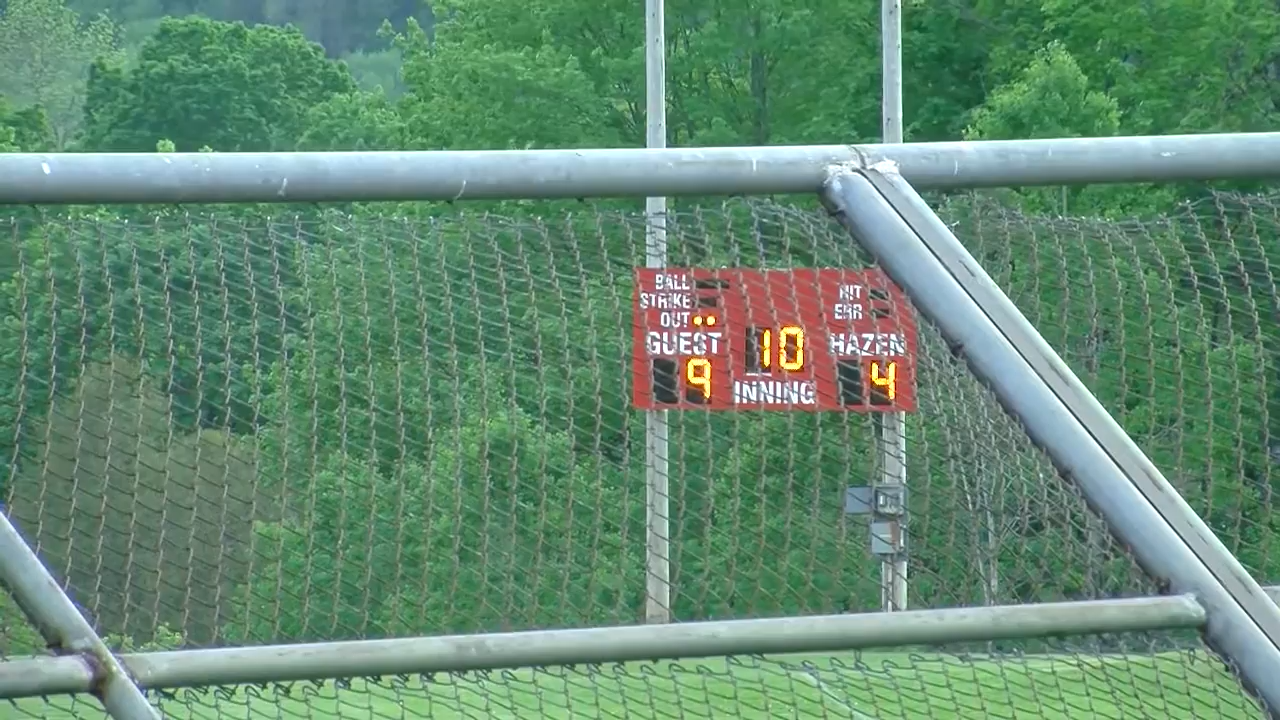 BALL
STRIKE
OUT
HIT
ERR
GUEST 10 HAZEN
9 INNING 4